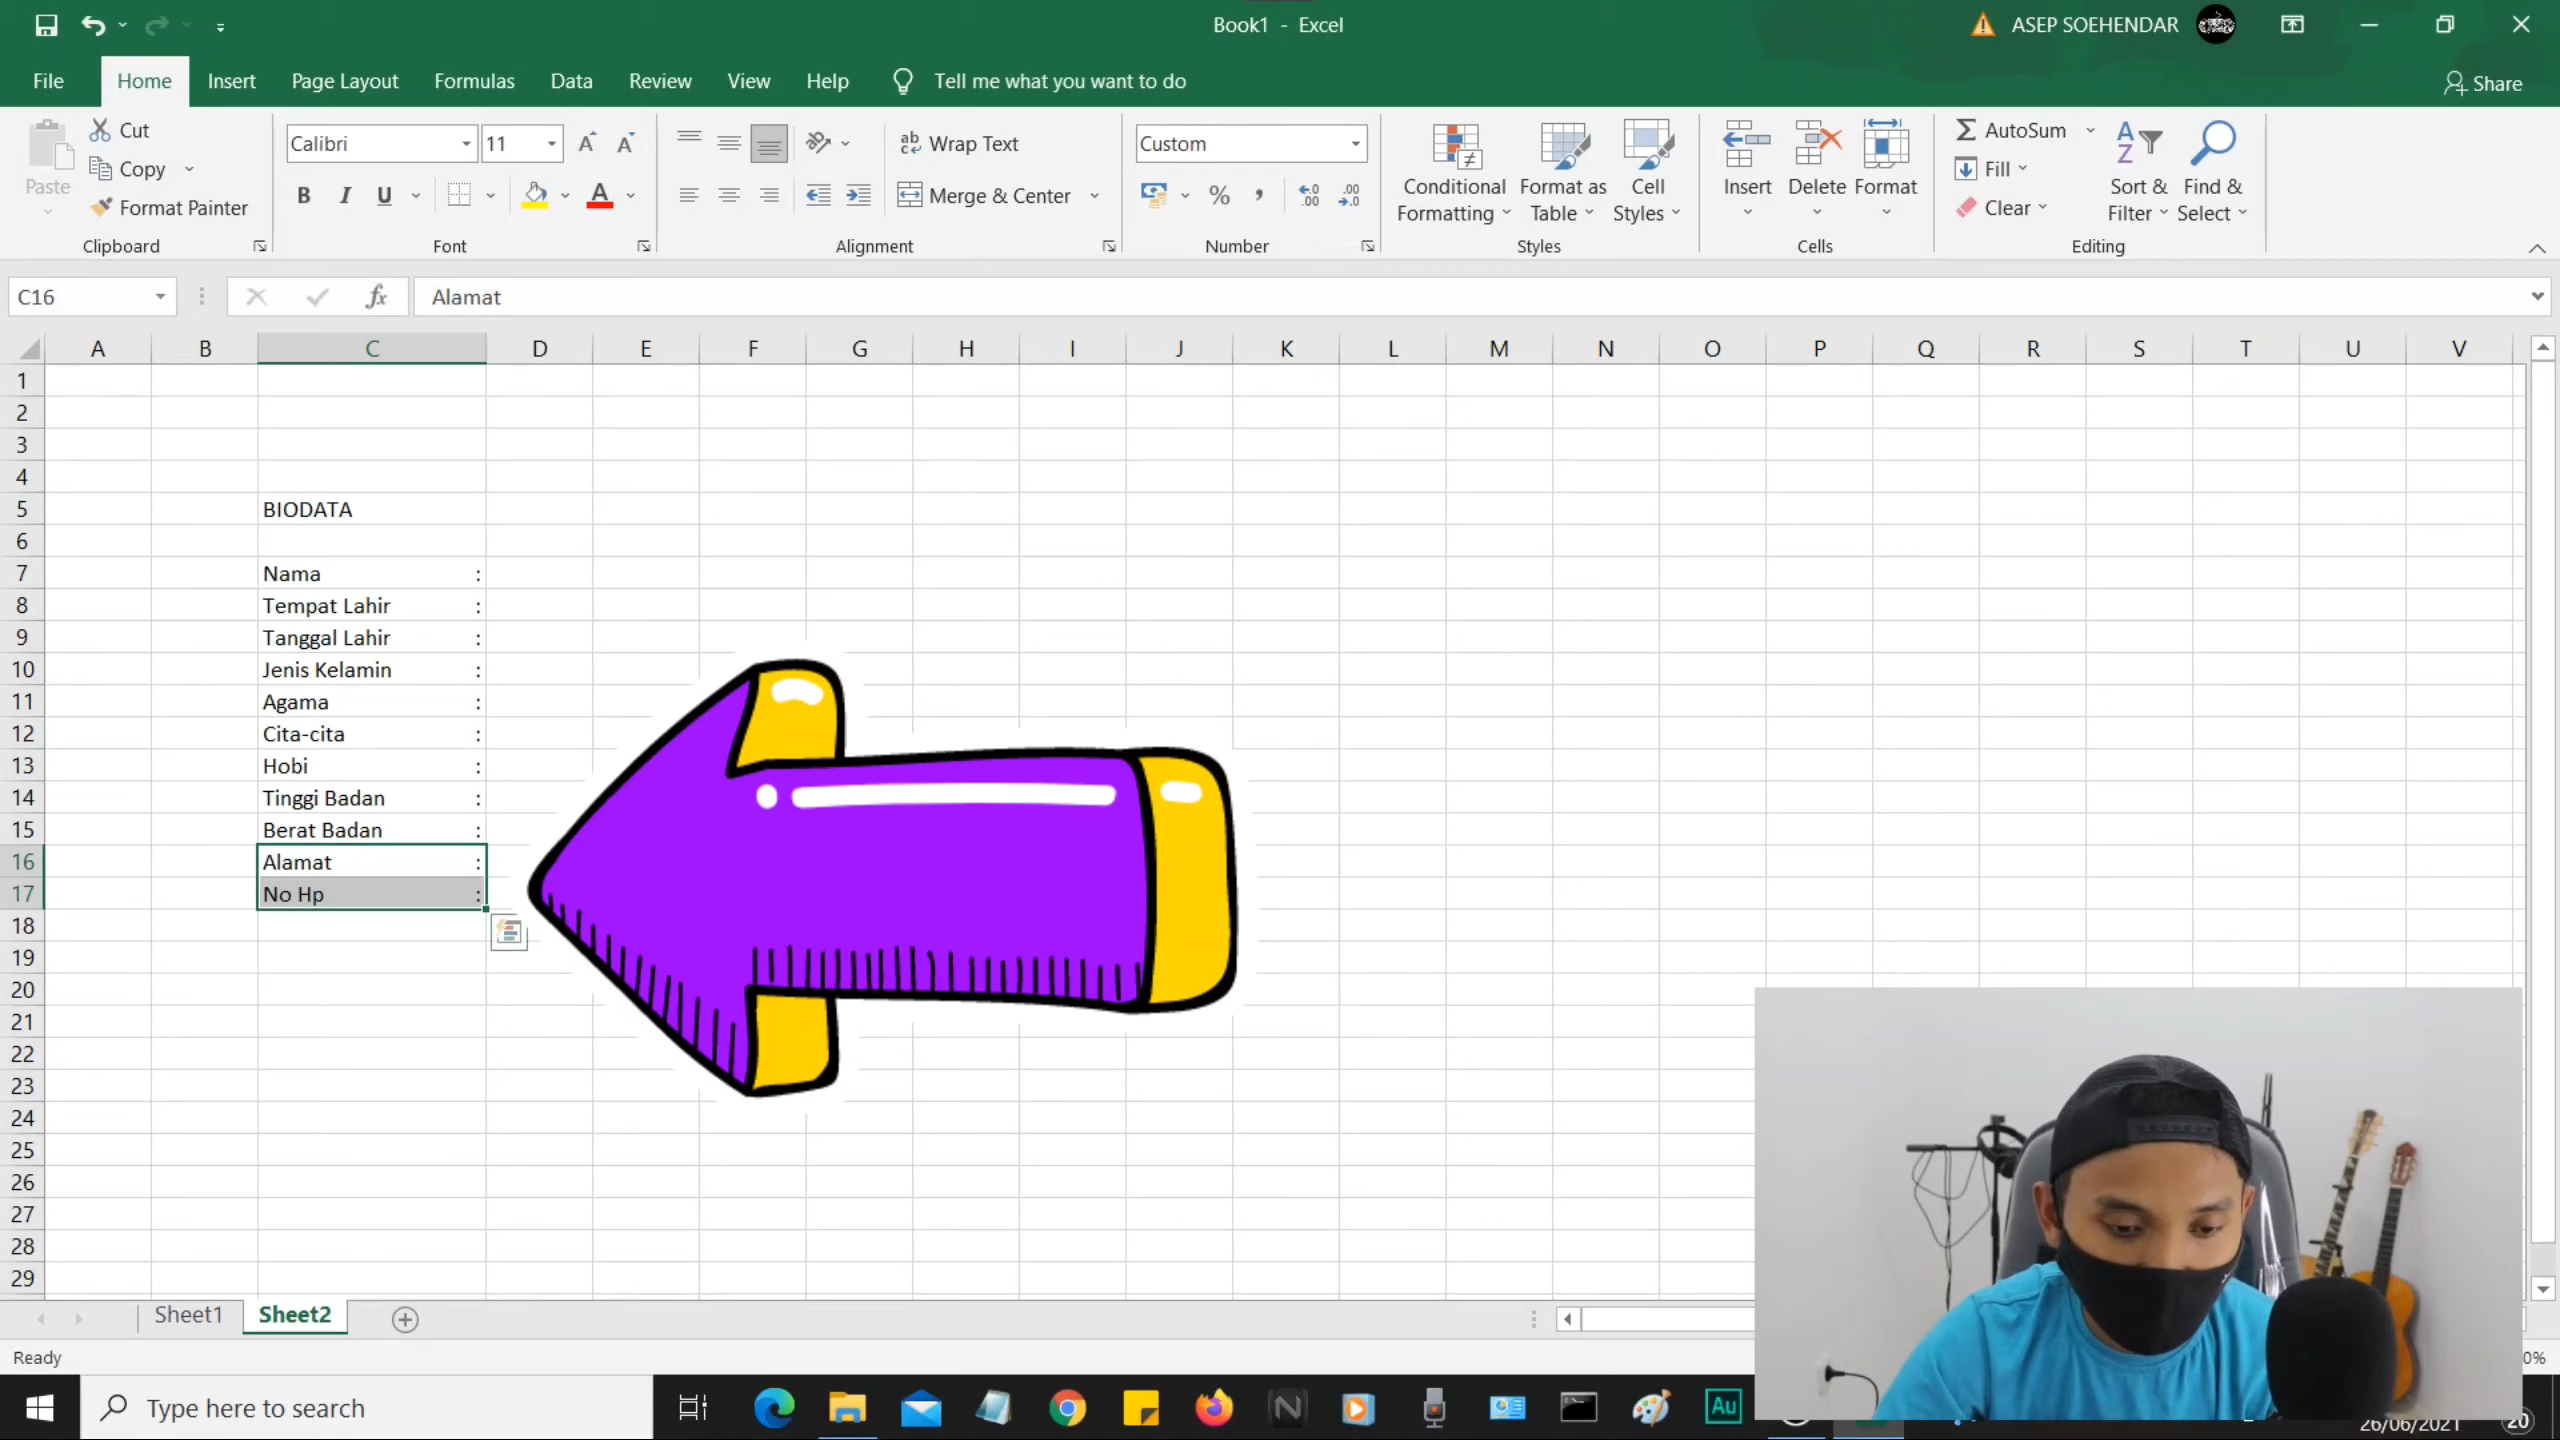 Book1 - Excel
ASEP SOEHENDAR
File Home Insert Page Layout Formulas Data Review View Help Tell me what you want to do
Share
Paste
Cut
Copy
Format Painter
Clipboard
Calibri 11
B I U
Font
Wrap Text
Merge & Center
Alignment
Custom
%
Number
Conditional Formatting
Format as Table
Cell Styles
Styles
Insert
Delete
Format
Cells
AutoSum
Fill
Clear
Sort & Filter
Find & Select
Editing
C16
fx
Alamat
A B C D E F G H I J K L M N O P Q R S T U V
1
2
3
4
5 BIODATA
6
7 Nama :
8 Tempat Lahir :
9 Tanggal Lahir :
10 Jenis Kelamin :
11 Agama :
12 Cita-cita :
13 Hobi :
14 Tinggi Badan :
15 Berat Badan :
16 Alamat :
17 No Hp :
18
19
20
21
22
23
24
25
26
27
28
29
Sheet1 Sheet2
Ready
0%
Type here to search
Au
26/06/2021
20